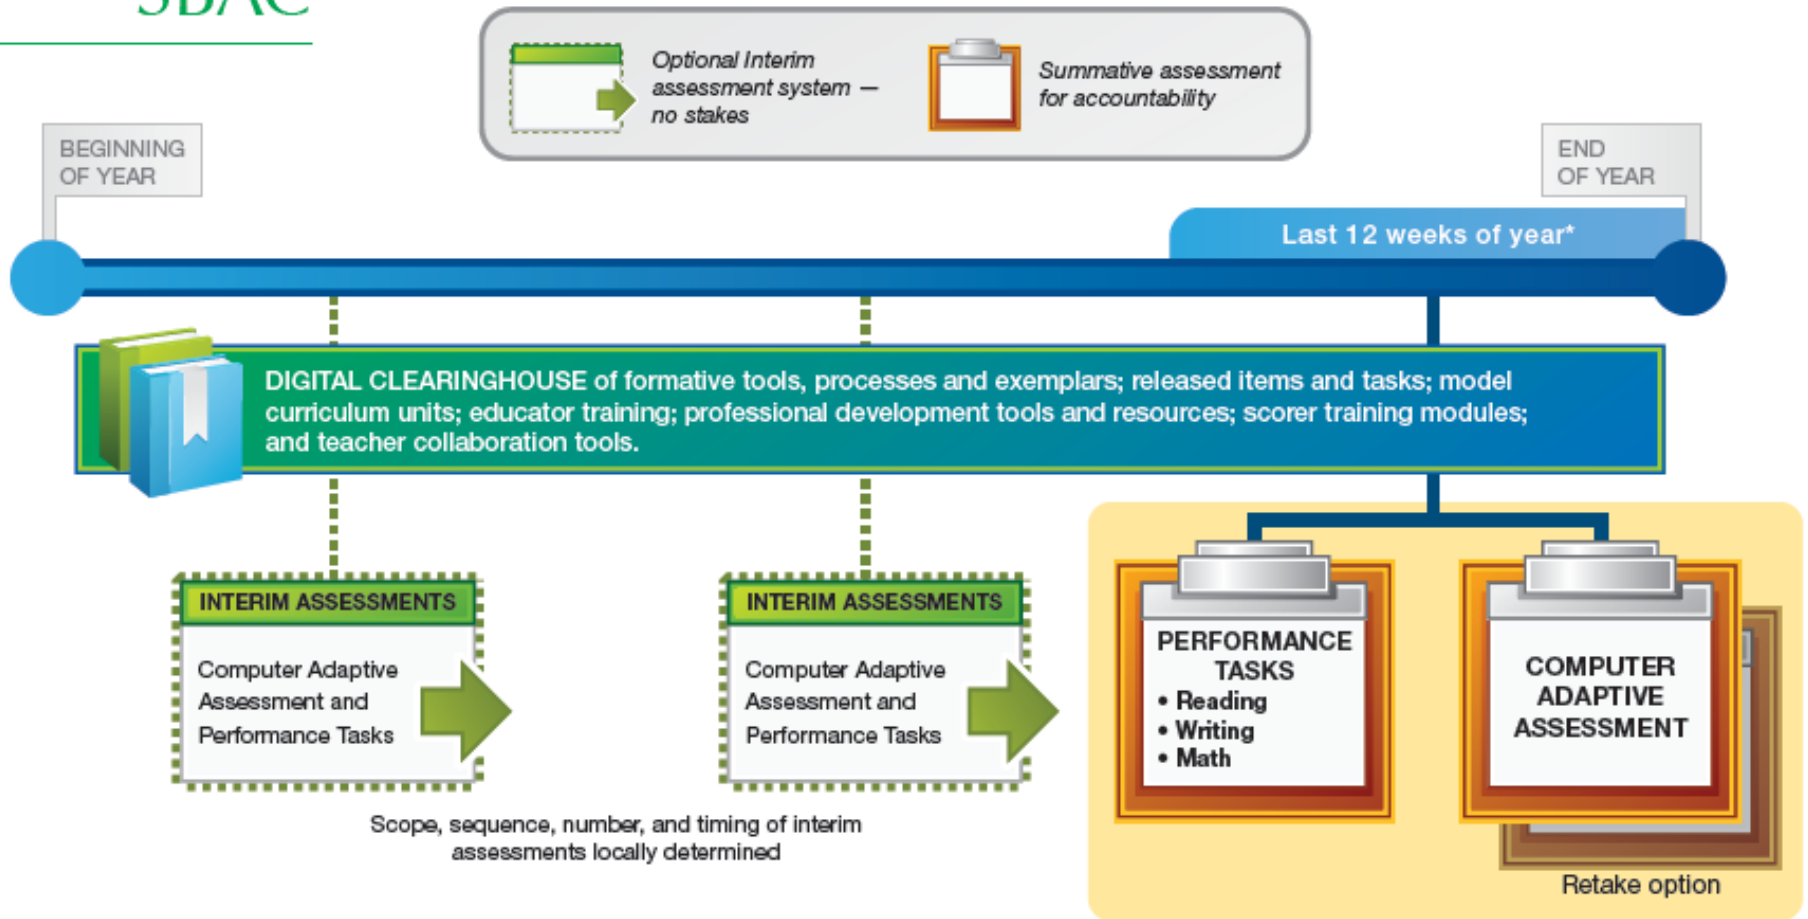 SBAC
Optional Interim
assessment system —
no stakes
Summative assessment
for accountability
BEGINNING
OF YEAR
END
OF YEAR
Last 12 weeks of year*
DIGITAL CLEARINGHOUSE of formative tools, processes and exemplars; released items and tasks; model
curriculum units; educator training; professional development tools and resources; scorer training modules;
and teacher collaboration tools.
INTERIM ASSESSMENTS
Computer Adaptive
Assessment and
Performance Tasks
INTERIM ASSESSMENTS
Computer Adaptive
Assessment and
Performance Tasks
Scope, sequence, number, and timing of interim
assessments locally determined
PERFORMANCE
TASKS
• Reading
• Writing
• Math
COMPUTER
ADAPTIVE
ASSESSMENT
Retake option